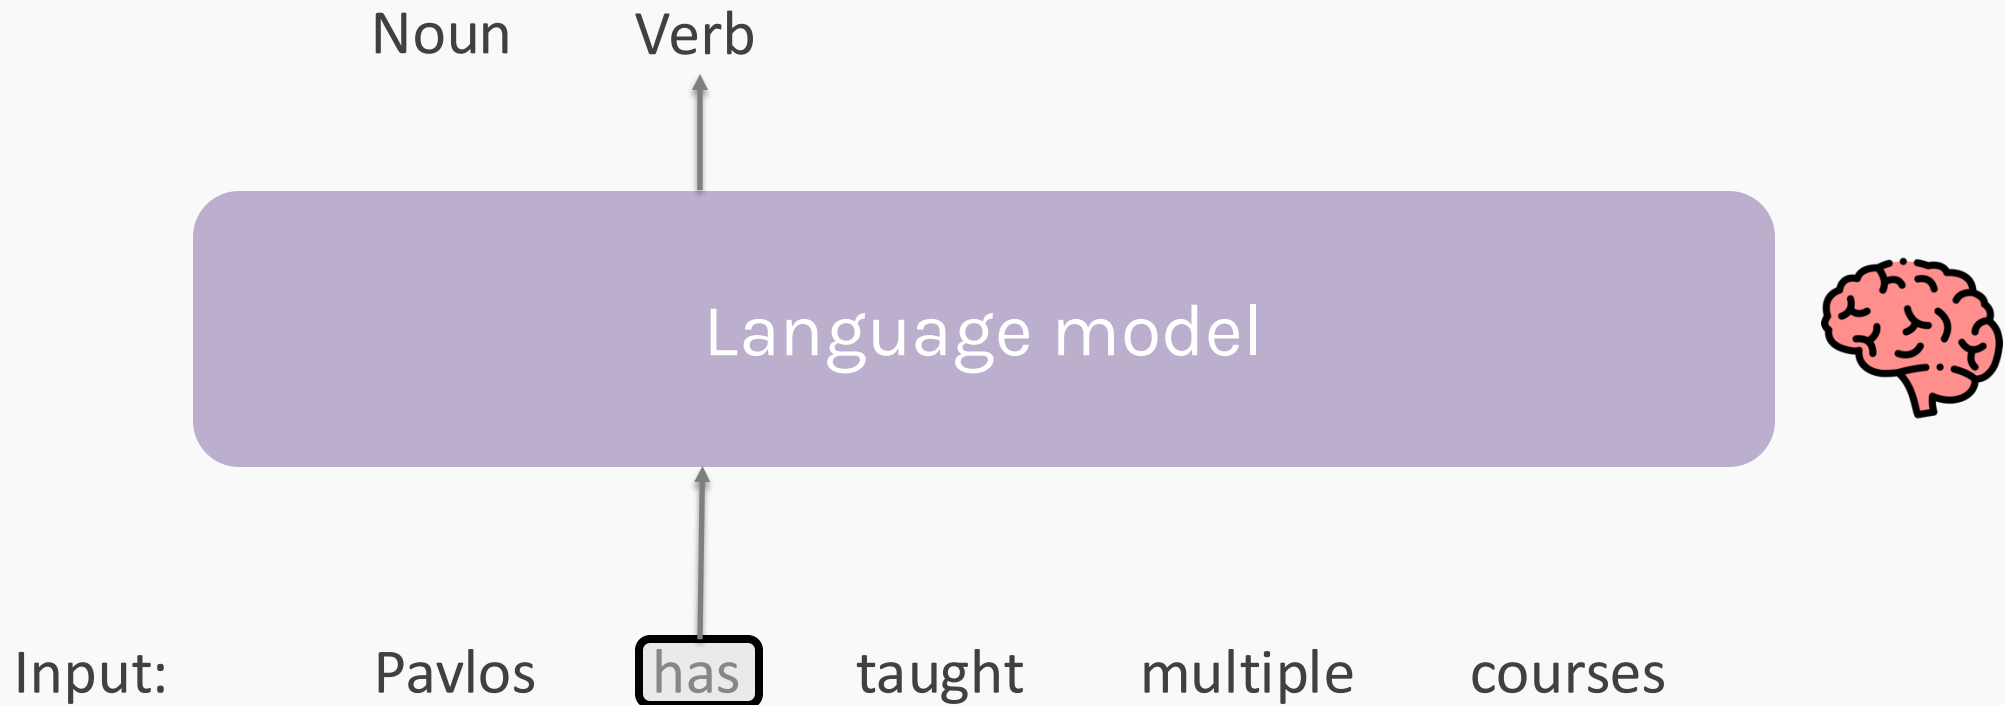 Noun Verb
Language model
Input: Pavlos has taught multiple courses